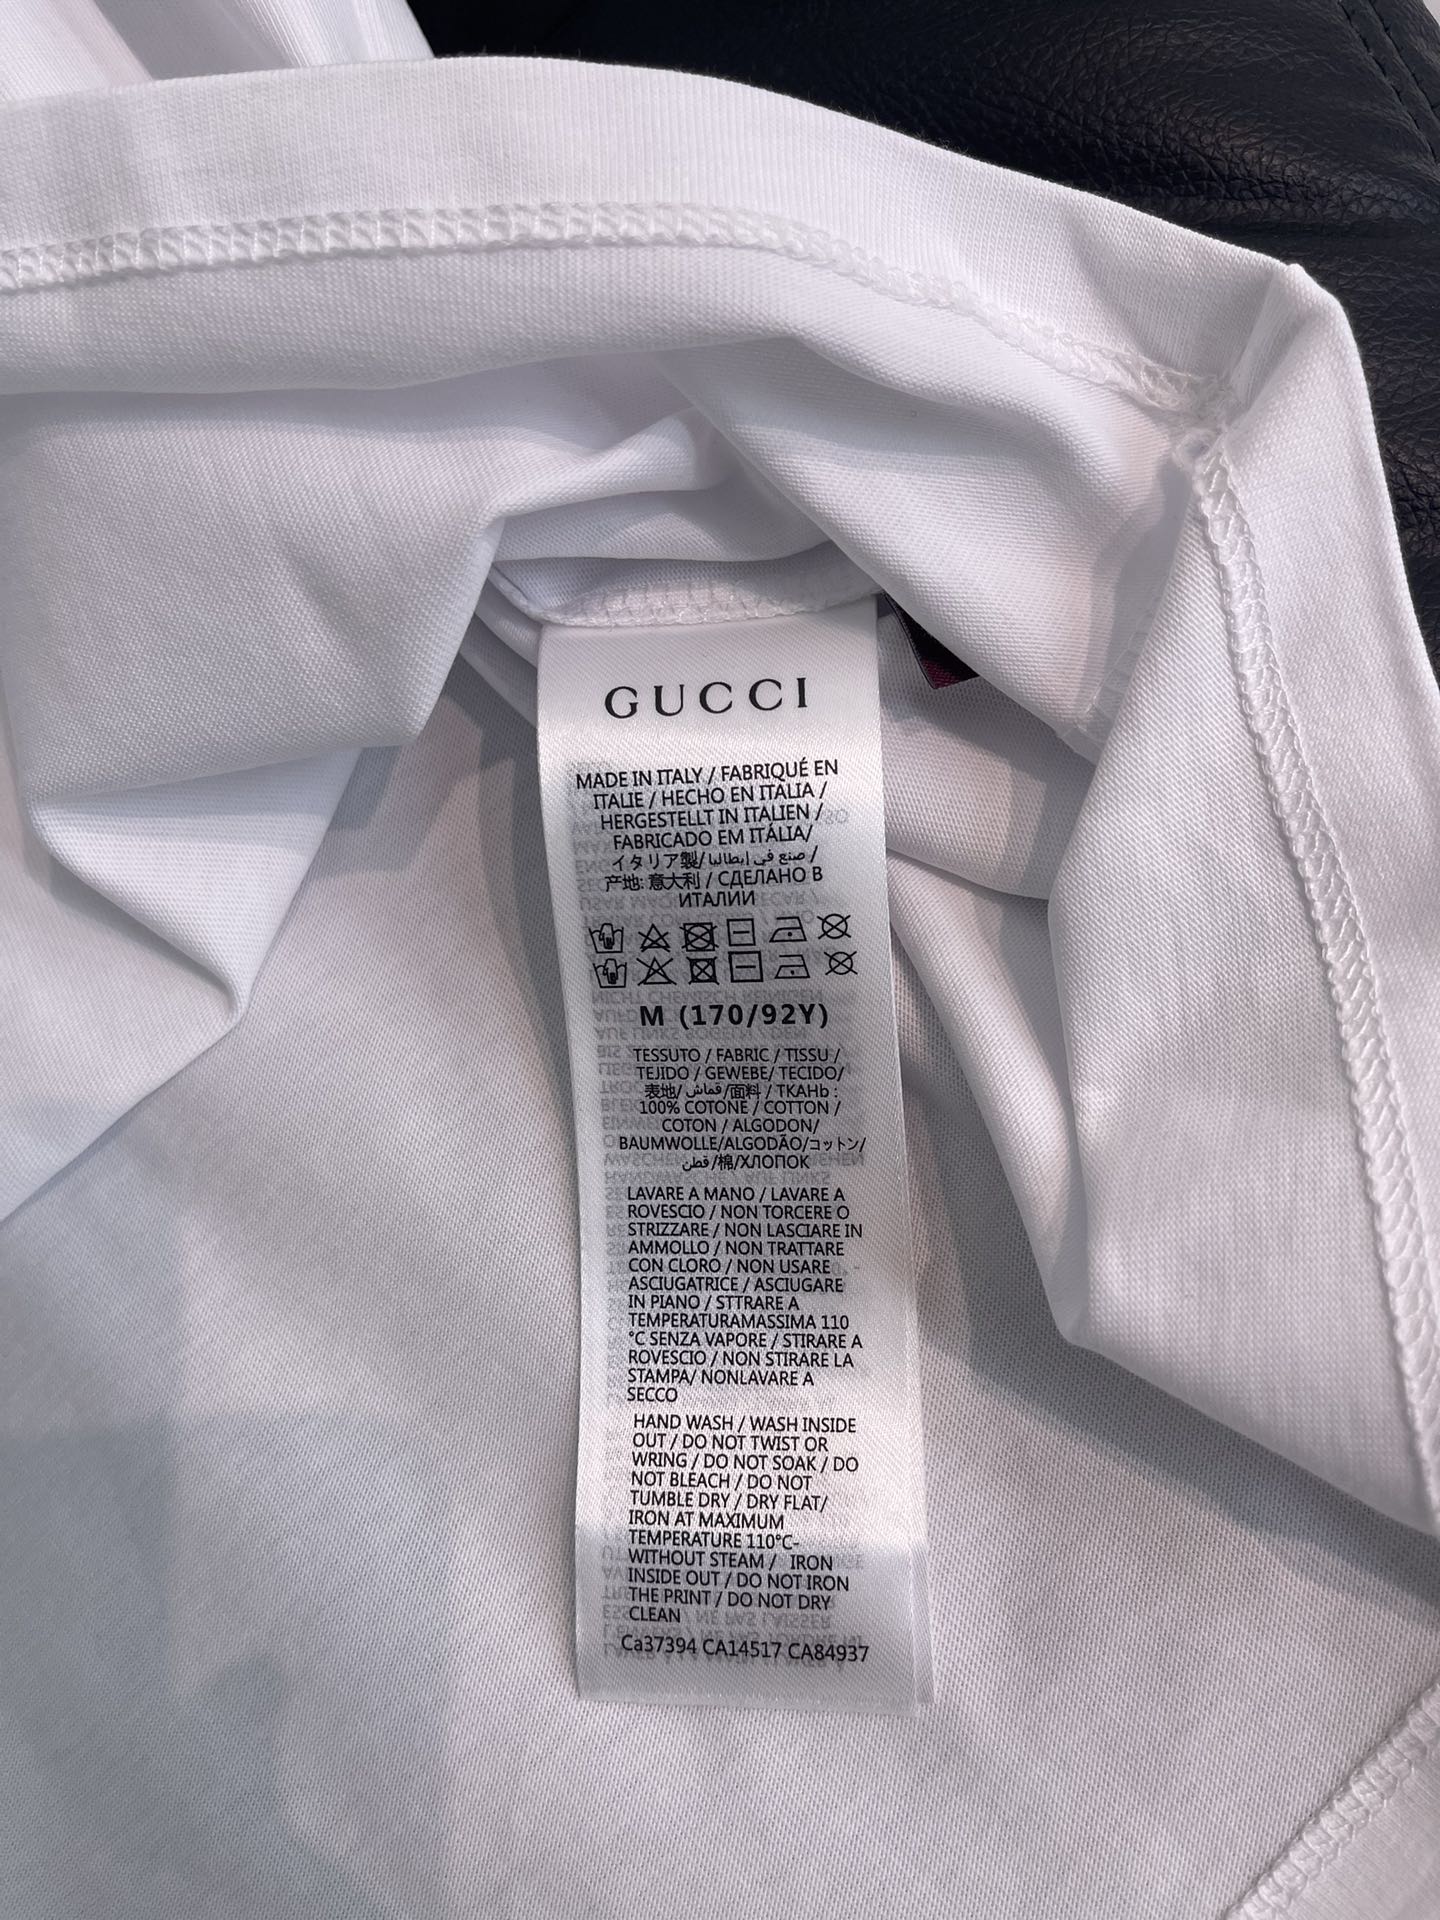 GUCCI
MADE IN ITALY / FABRIQUÉ EN
ITALIE / HECHO EN ITALIA /
HERGESTELLT IN ITALIEN /
FABRICADO EM ITÁLIA/
イタリア製/صنع في إيطاليا /
产地: 意大利 / СДЕЛАНО В
ИТАЛИИ
M (170/92Y)
TESSUTO / FABRIC / TISSU /
TEJIDO / GEWEBE/ TECIDO/
表地/قماش/面料 / TKAHb :
100% COTONE / COTTON /
COTON / ALGODON/
BAUMWOLLE/ALGODÃO/コットン/
قطن/棉/ХЛОПОК
LAVARE A MANO / LAVARE A
ROVESCIO / NON TORCERE O
STRIZZARE / NON LASCIARE IN
AMMOLLO / NON TRATTARE
CON CLORO / NON USARE
ASCIUGATRICE / ASCIUGARE
IN PIANO / STTRARE A
TEMPERATURAMASSIMA 110
°C SENZA VAPORE / STIRARE A
ROVESCIO / NON STIRARE LA
STAMPA/ NONLAVARE A
SECCO
HAND WASH / WASH INSIDE
OUT / DO NOT TWIST OR
WRING / DO NOT SOAK / DO
NOT BLEACH / DO NOT
TUMBLE DRY / DRY FLAT/
IRON AT MAXIMUM
TEMPERATURE 110°C-
WITHOUT STEAM / IRON
INSIDE OUT / DO NOT IRON
THE PRINT / DO NOT DRY
CLEAN
Ca37394 CA14517 CA84937